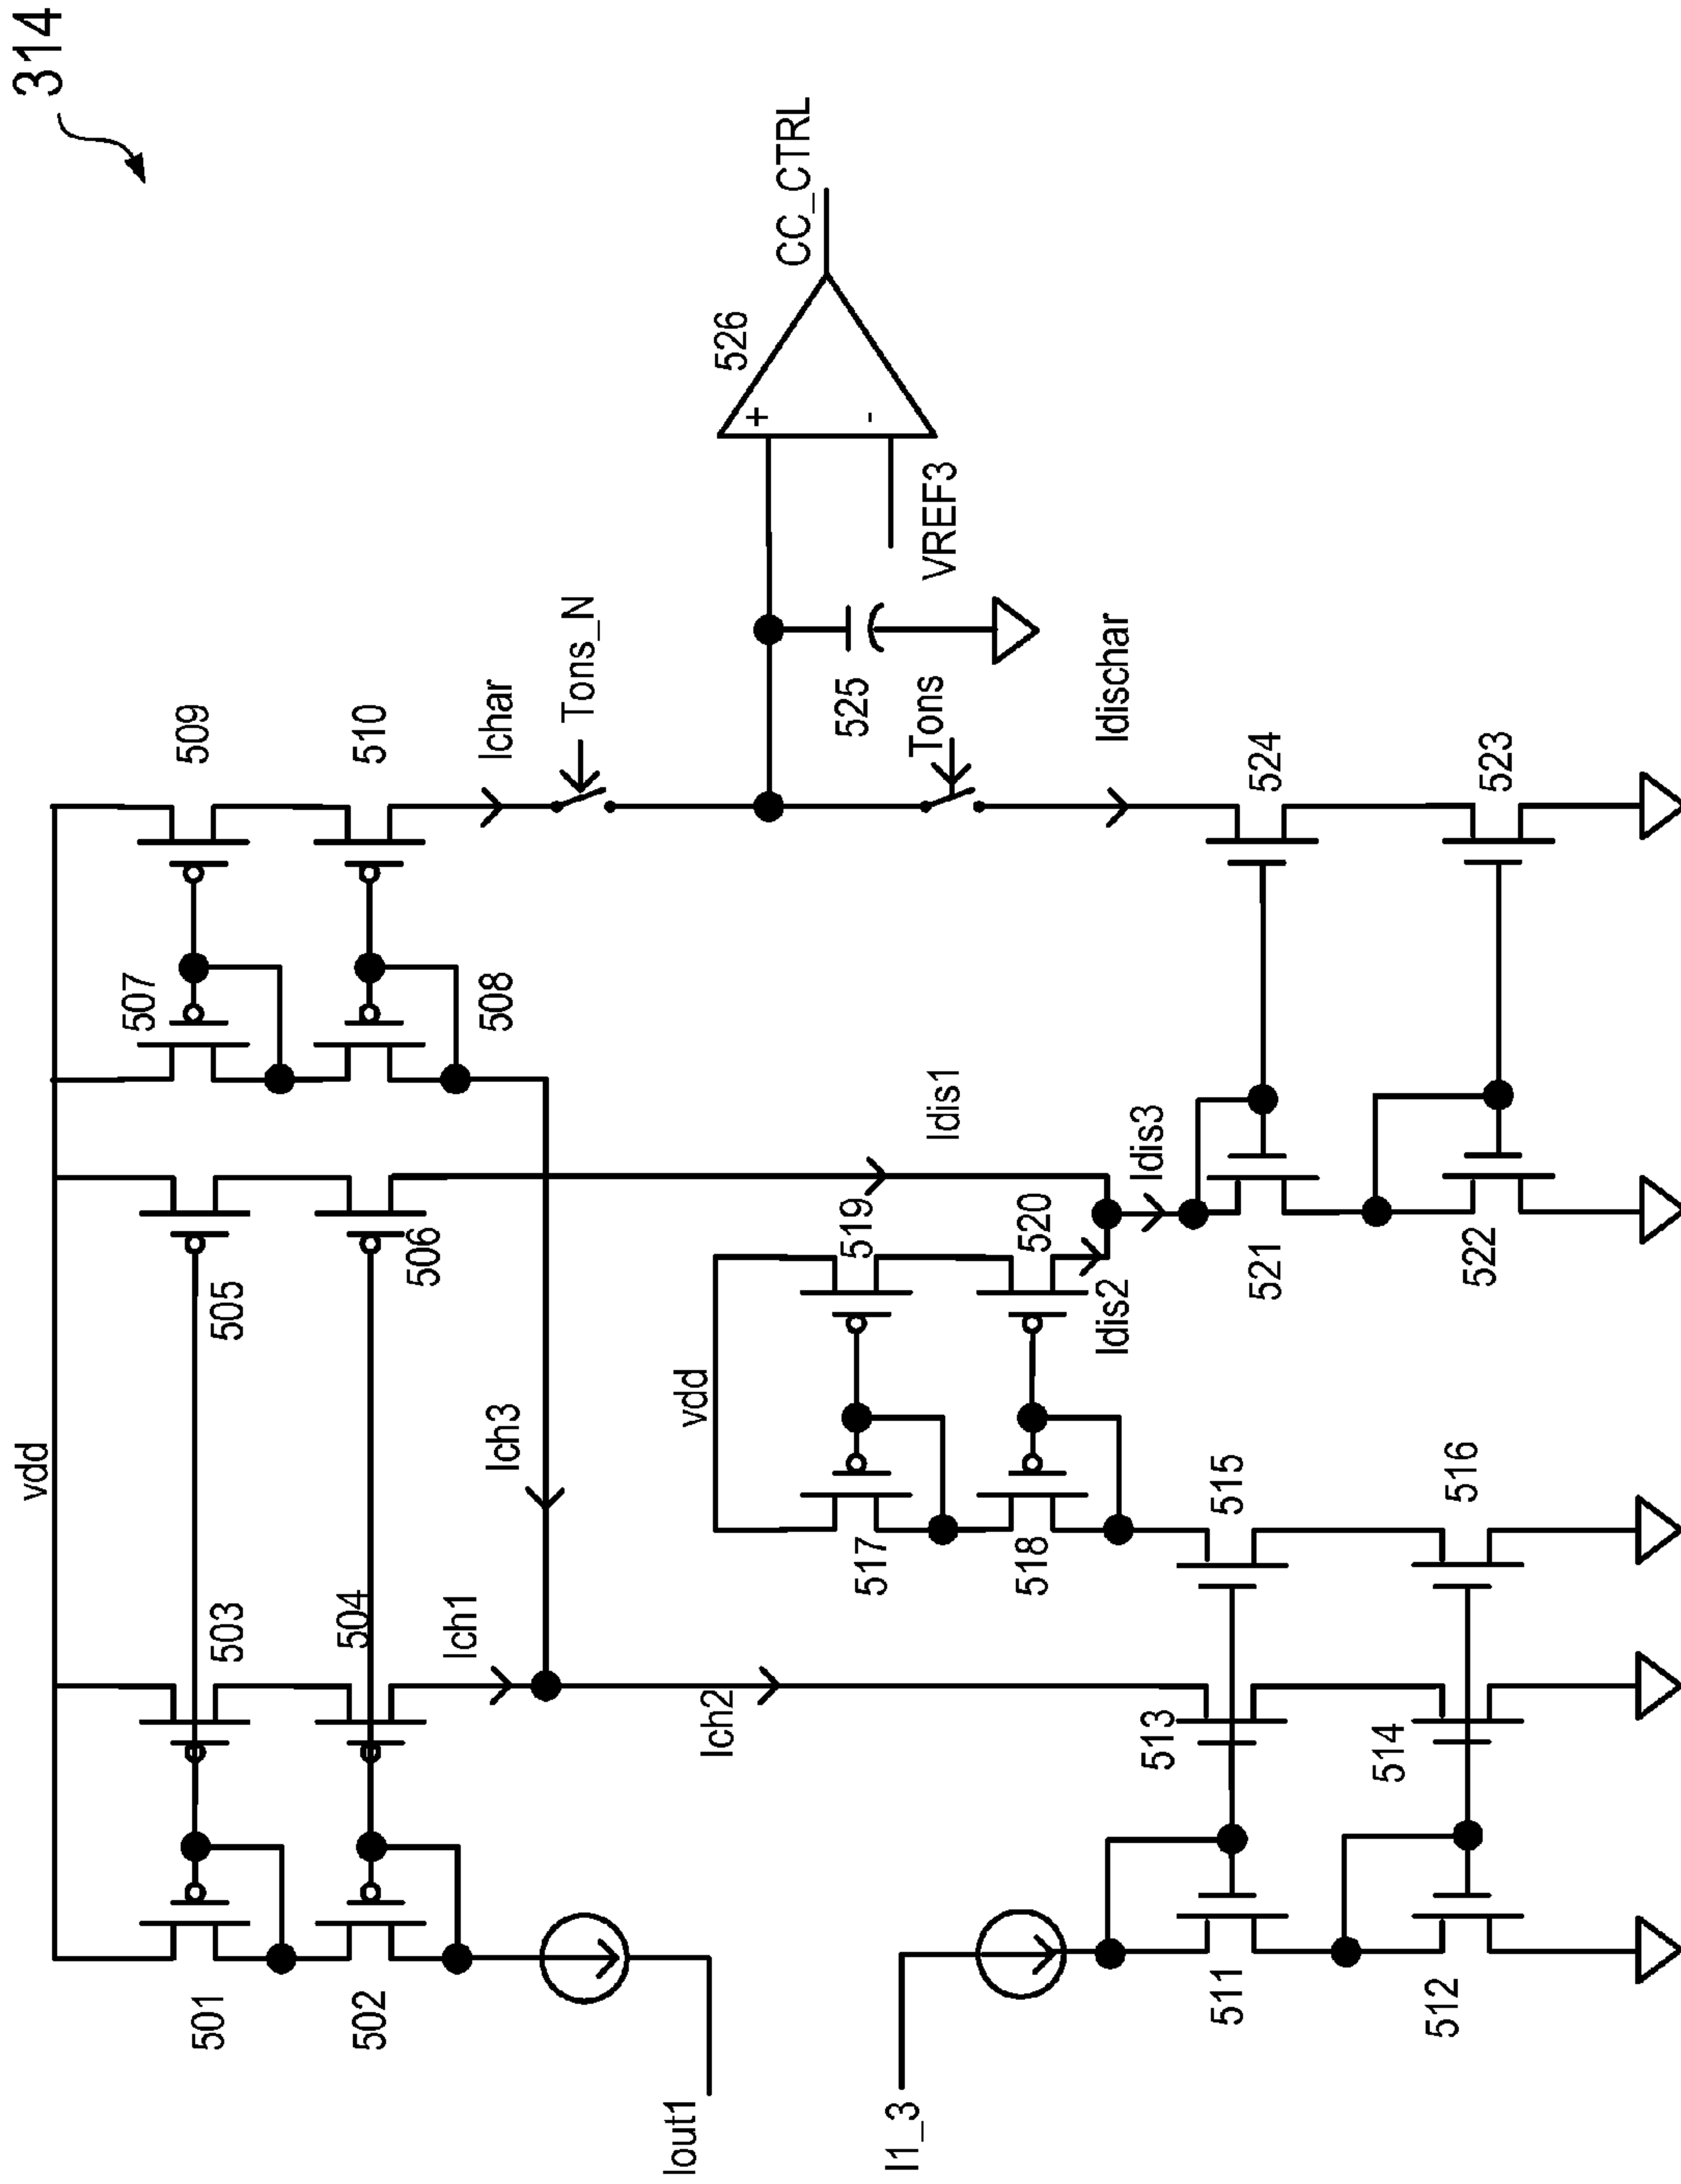 314
vdd
501
502
503
504
505
506
507
508
509
510
Iout1
Ich1
Ich2
Ich3
Idis1
Ichar
Tons_N
526
+
-
CC_CTRL
VREF3
525
Tons
Idischar
vdd
517
518
519
520
Idis2
Idis3
I1_3
511
512
513
514
515
516
521
522
524
523